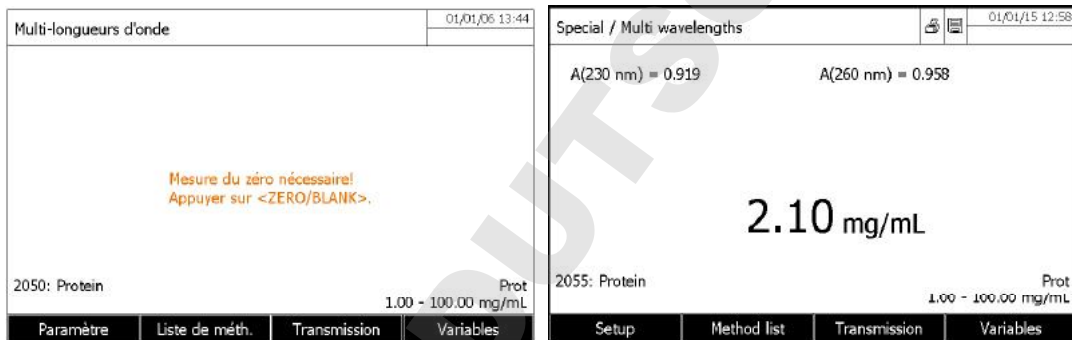 Multi-longueurs d'onde
01/01/06 13:44
Mesure du zéro nécessaire!
Appuyer sur <ZERO/BLANK>.
2050: Protein
Prot
1.00 - 100.00 mg/mL
Paramètre
Liste de méth.
Transmission
Variables
Special / Multi wavelengths
01/01/15 12:58
A(230 nm) = 0.919
A(260 nm) = 0.958
2.10 mg/mL
2055: Protein
Prot
1.00 - 100.00 mg/mL
Setup
Method list
Transmission
Variables